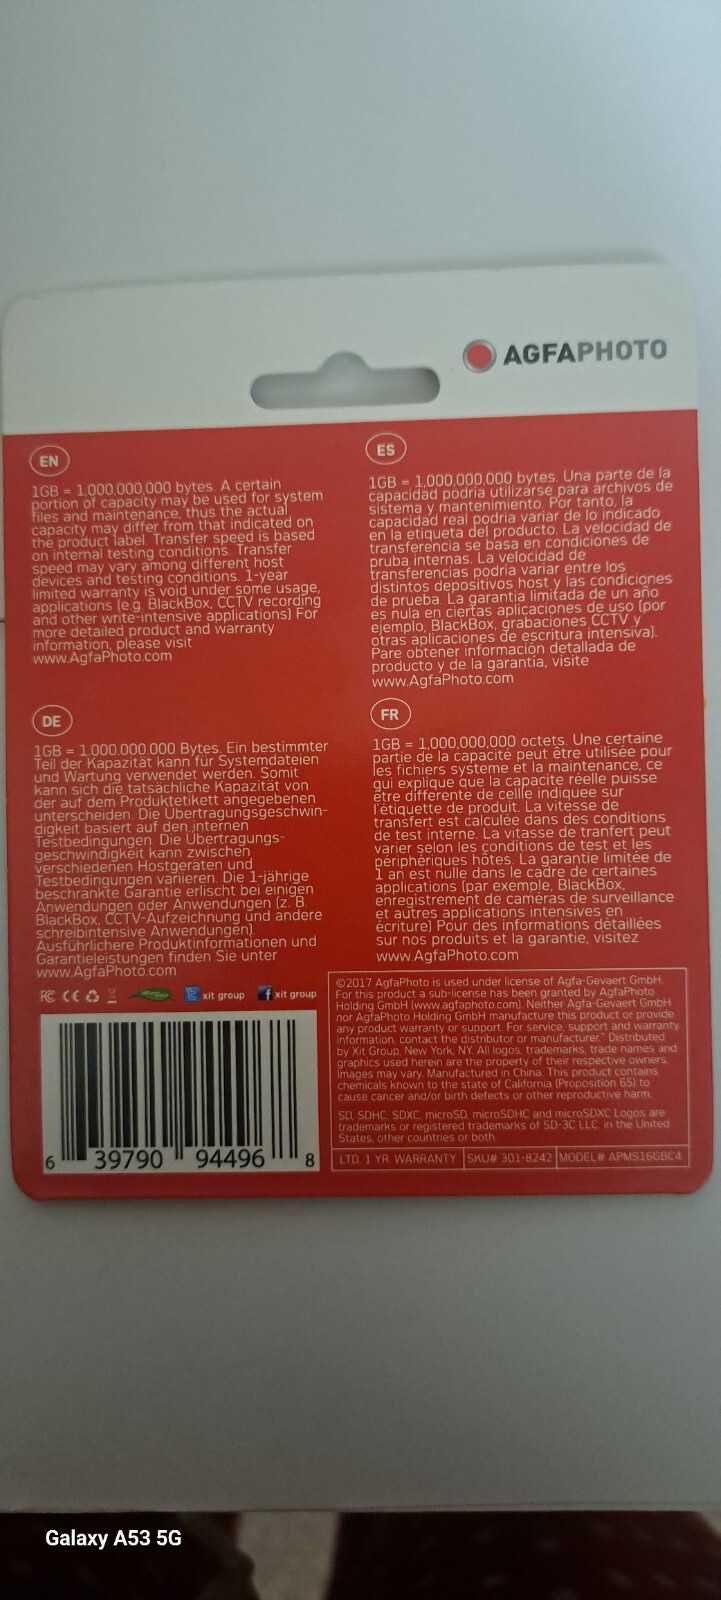 AGFAPHOTO
EN
1GB = 1,000,000,000 bytes. A certain
portion of capacity may be used for system
files and maintenance, thus the actual
capacity may differ from that indicated on
the product label. Transfer speed is based
on internal testing conditions. Transfer
speed may vary among different host
devices and testing conditions. 1-year
limited warranty is void under some usage,
applications (e.g. BlackBox, CCTV recording
and other write-intensive applications) For
more detailed product and warranty
information, please visit
www.AgfaPhoto.com
ES
1GB = 1,000,000,000 bytes. Una parte de la
capacidad podria utilizarse para archivos de
sistema y mantenimiento. Por tanto, la
capacidad real podria variar de lo indicado
en la etiqueta del producto. La velocidad de
transferencia se basa en condiciones de
pruba internas. La velocidad de
transferencias podria variar entre los
distintos depositivos host y las condiciones
de prueba. La garantia limitada de un año
es nula en ciertas aplicaciones de uso (por
ejemplo, BlackBox, grabaciones CCTV y
otras aplicaciones de escritura intensiva).
Pare obtener información detallada de
producto y de la garantia, visite
www.AgfaPhoto.com
DE
1GB = 1.000.000.000 Bytes. Ein bestimmter
Teil der Kapazität kann für Systemdateien
und Wartung verwendet werden. Somit
kann sich die tatsächliche Kapazität von
der auf dem Produktetikett angegebenen
unterscheiden. Die Übertragungsgeschwin-
digkeit basiert auf den internen
Testbedingungen. Die Übertragungs-
geschwindigkeit kann zwischen
verschiedenen Hostgeräten und
Testbedingungen variieren. Die 1-jährige
beschränkte Garantie erlischt bei einigen
Anwendungen oder Anwendungen (z. B.
BlackBox, CCTV-Aufzeichnung und andere
schreibintensive Anwendungen).
Ausführlichere Produktinformationen und
Garantieleistungen finden Sie unter
www.AgfaPhoto.com
FR
1GB = 1,000,000,000 octets. Une certaine
partie de la capacité peut être utilisée pour
les fichiers systeme et la maintenance, ce
qui explique que la capacite réelle puisse
être differente de celle indiquee sur
l'étiquette de produit. La vitesse de
transfert est calculée dans des conditions
de test interne. La vitasse de tranfert peut
varier selon les conditions de test et les
périphériques hôtes. La garantie limitée de
1 an est nulle dans le cadre de certaines
applications (par exemple, BlackBox,
enregistrement de caméras de surveillance
et autres applications intensives en
écriture) Pour des informations détaillées
sur nos produits et la garantie, visitez
www.AgfaPhoto.com
FC CE xit group xit group
6 39790 94496 8
©2017 AgfaPhoto is used under license of Agfa-Gevaert GmbH.
For this product a sub-license has been granted by AgfaPhoto
Holding GmbH (www.agfaphoto.com). Neither Agfa-Gevaert GmbH
nor AgfaPhoto Holding GmbH manufacture this product or provide
any product warranty or support. For service, support and warranty
information, contact the distributor or manufacturer." Distributed
by Xit Group, New York, NY. All logos, trademarks, trade names and
graphics used herein are the property of their respective owners.
Images may vary. Manufactured in China. This product contains
chemicals known to the state of California (Proposition 65) to
cause cancer and/or birth defects or other reproductive harm.
SD, SDHC, SDXC, microSD, microSDHC and microSDXC Logos are
trademarks or registered trademarks of SD-3C LLC. in the United
States, other countries or both.
LTD. 1 YR. WARRANTY SKU# 301-8242 MODEL# APMS16GBC4
Galaxy A53 5G